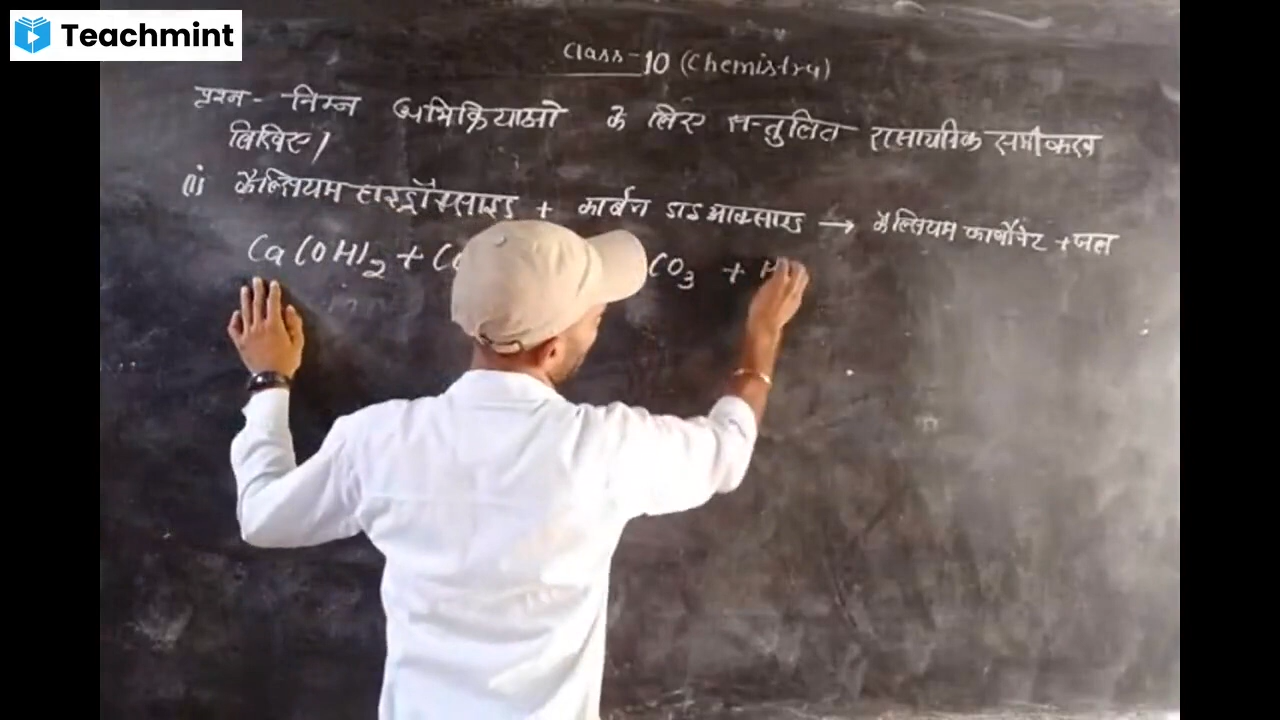 Teachmint
Class-10 (Chemistry)
प्रश्न - निम्न अभिक्रियाओ के लिए सन्तुलित रासायनिक समीकरण
लिखिए।
(i) कैल्सियम हाइड्रॉक्साइड + कार्बन डाइ आक्साइड → कैल्सियम कार्बोनेट + जल
Ca(OH)2 + CO3 + H